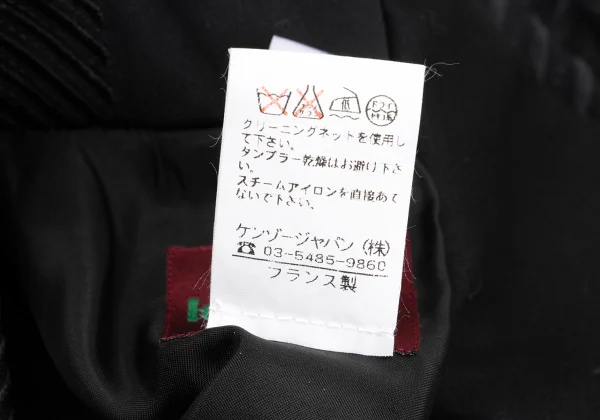 低
クリーニングネットを使用し
て下さい。
タンブラー乾燥はお避け下さ
い。
スチームアイロンを直接あて
ないで下さい。
ケンゾージャパン(株)
☎ 03-5485-9860
フランス製